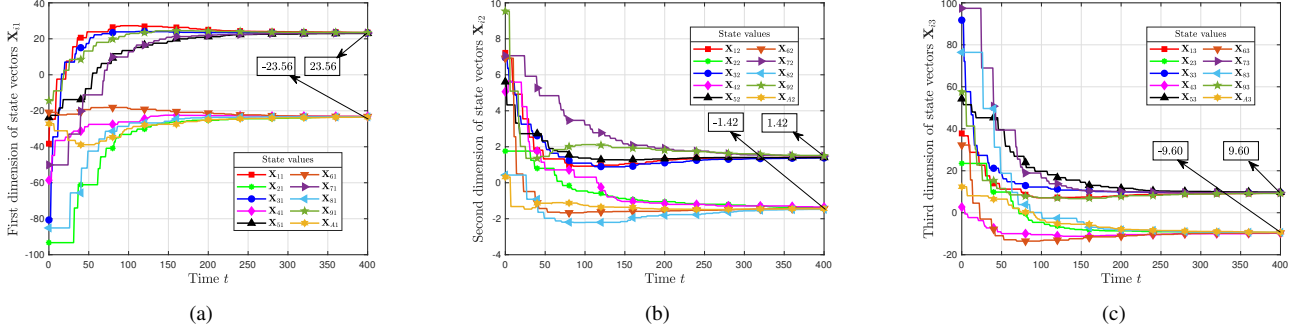 First dimension of state vectors X_{i1}
40
20
0
-20
-40
-60
-80
-100
-23.56
23.56
State values
X_{11} X_{61}
X_{21} X_{71}
X_{31} X_{81}
X_{41} X_{91}
X_{51} X_{A1}
0 50 100 150 200 250 300 350 400
Time t
(a)
Second dimension of state vectors X_{i2}
10
8
6
4
2
0
-2
-4
State values
X_{12} X_{62}
X_{22} X_{72}
X_{32} X_{82}
X_{42} X_{92}
X_{52} X_{A2}
-1.42
1.42
0 50 100 150 200 250 300 350 400
Time t
(b)
Third dimension of state vectors X_{i3}
100
80
60
40
20
0
-20
State values
X_{13} X_{63}
X_{23} X_{73}
X_{33} X_{83}
X_{43} X_{93}
X_{53} X_{A3}
-9.60
9.60
0 50 100 150 200 250 300 350 400
Time t
(c)